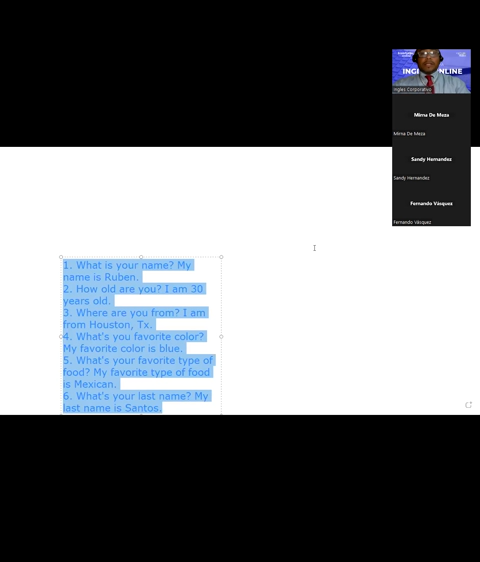 INGL NLINE
Ingles Corporativo
Mirna De Meza
Mirna De Meza
Sandy Hernandez
Sandy Hernandez
Fernando Vásquez
Fernando Vásquez
1. What is your name? My
name is Ruben.
2. How old are you? I am 30
years old.
3. Where are you from? I am
from Houston, Tx.
4. What's you favorite color?
My favorite color is blue.
5. What's your favorite type of
food? My favorite type of food
is Mexican.
6. What's your last name? My
last name is Santos.